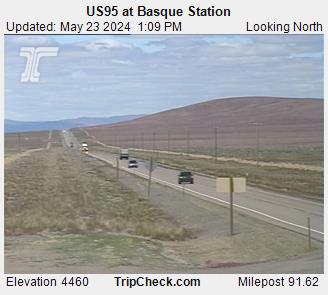 US95 at Basque Station
Updated: May 23 2024 1:09 PM Looking North
Elevation 4460 TripCheck.com Milepost 91.62